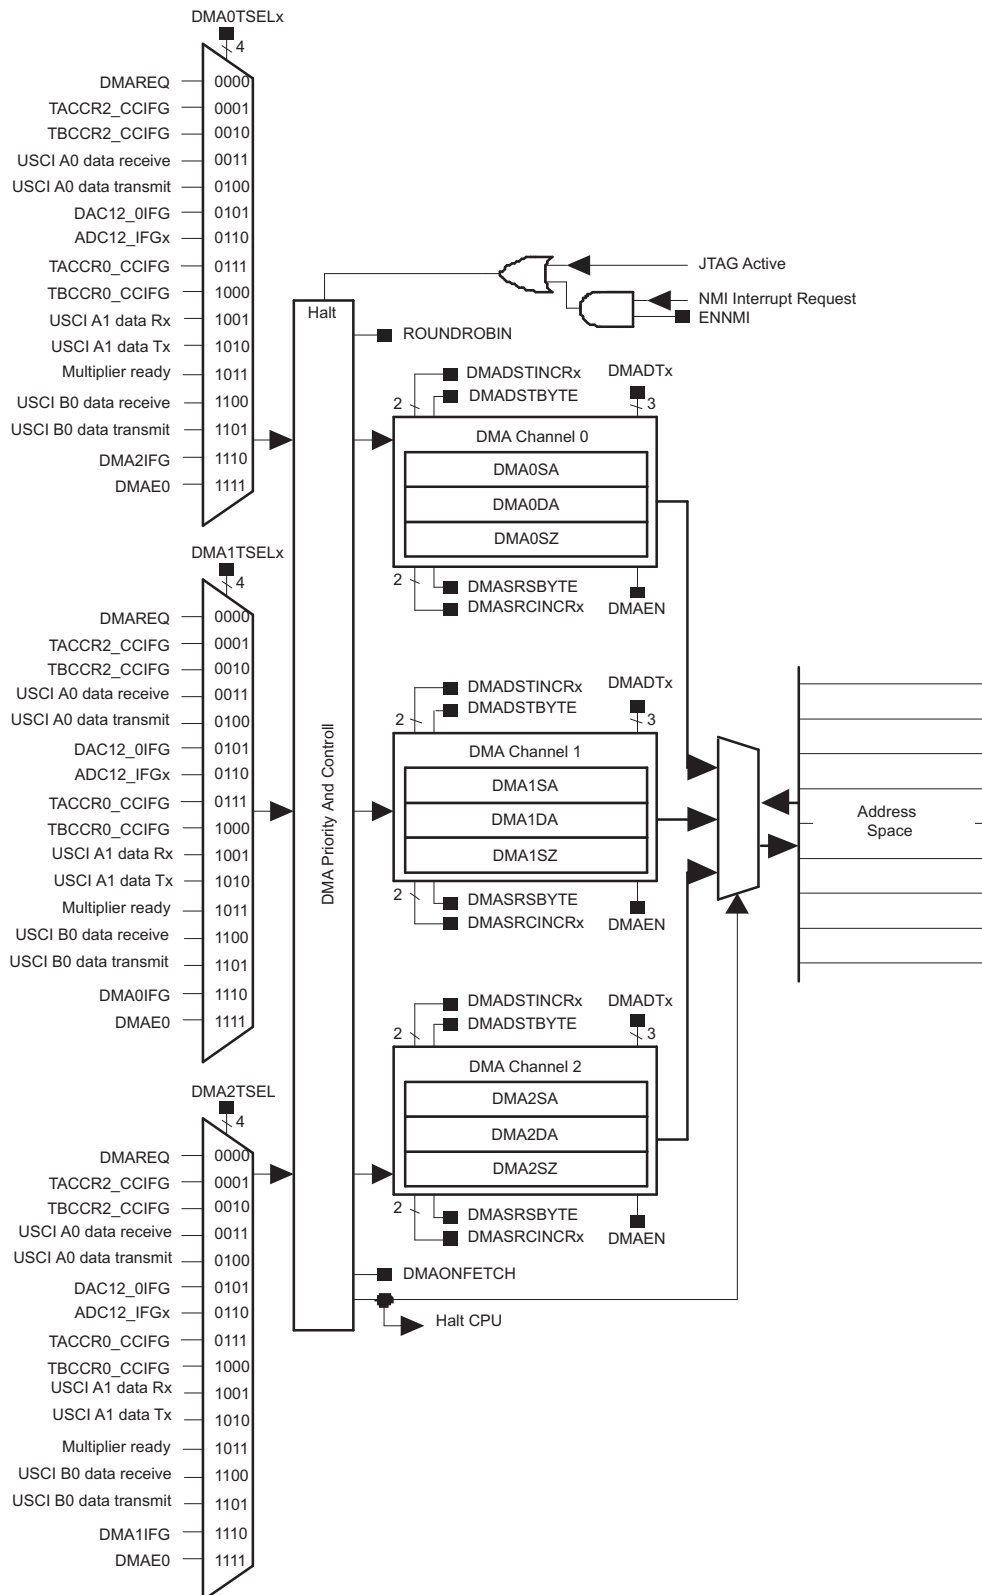 DMA0TSELx
4
DMAREQ 0000
TACCR2_CCIFG 0001
TBCCR2_CCIFG 0010
USCI A0 data receive 0011
USCI A0 data transmit 0100
DAC12_0IFG 0101
ADC12_IFGx 0110
TACCR0_CCIFG 0111
TBCCR0_CCIFG 1000
USCI A1 data Rx 1001
USCI A1 data Tx 1010
Multiplier ready 1011
USCI B0 data receive 1100
USCI B0 data transmit 1101
DMA2IFG 1110
DMAE0 1111
DMA1TSELx
4
DMAREQ 0000
TACCR2_CCIFG 0001
TBCCR2_CCIFG 0010
USCI A0 data receive 0011
USCI A0 data transmit 0100
DAC12_0IFG 0101
ADC12_IFGx 0110
TACCR0_CCIFG 0111
TBCCR0_CCIFG 1000
USCI A1 data Rx 1001
USCI A1 data Tx 1010
Multiplier ready 1011
USCI B0 data receive 1100
USCI B0 data transmit 1101
DMA0IFG 1110
DMAE0 1111
DMA2TSEL
4
DMAREQ 0000
TACCR2_CCIFG 0001
TBCCR2_CCIFG 0010
USCI A0 data receive 0011
USCI A0 data transmit 0100
DAC12_0IFG 0101
ADC12_IFGx 0110
TACCR0_CCIFG 0111
TBCCR0_CCIFG 1000
USCI A1 data Rx 1001
USCI A1 data Tx 1010
Multiplier ready 1011
USCI B0 data receive 1100
USCI B0 data transmit 1101
DMA1IFG 1110
DMAE0 1111
Halt
DMA Priority And Controll
JTAG Active
NMI Interrupt Request
ENNMI
ROUNDROBIN
DMADSTINCRx
DMADTx
2
DMADSTBYTE
3
DMA Channel 0
DMA0SA
DMA0DA
DMA0SZ
2
DMASRSBYTE
DMASRCINCRx
DMAEN
DMADSTINCRx
DMADTx
2
DMADSTBYTE
3
DMA Channel 1
DMA1SA
DMA1DA
DMA1SZ
2
DMASRSBYTE
DMASRCINCRx
DMAEN
DMADSTINCRx
DMADTx
2
DMADSTBYTE
3
DMA Channel 2
DMA2SA
DMA2DA
DMA2SZ
2
DMASRSBYTE
DMASRCINCRx
DMAEN
DMAONFETCH
Halt CPU
Address
Space